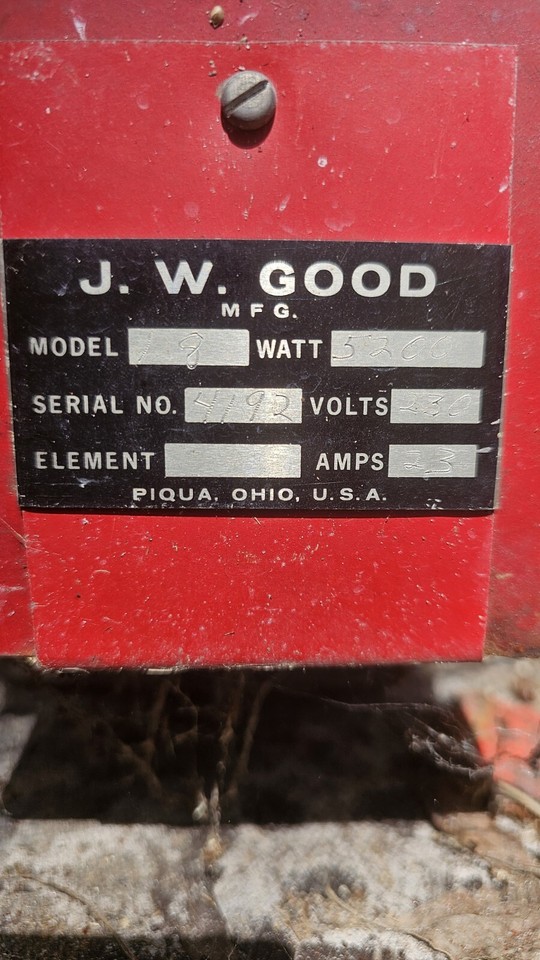 J. W. GOOD
MFG.
MODEL 18 WATT 5200
SERIAL NO. 4192 VOLTS 230
ELEMENT AMPS 23
PIQUA, OHIO, U.S.A.